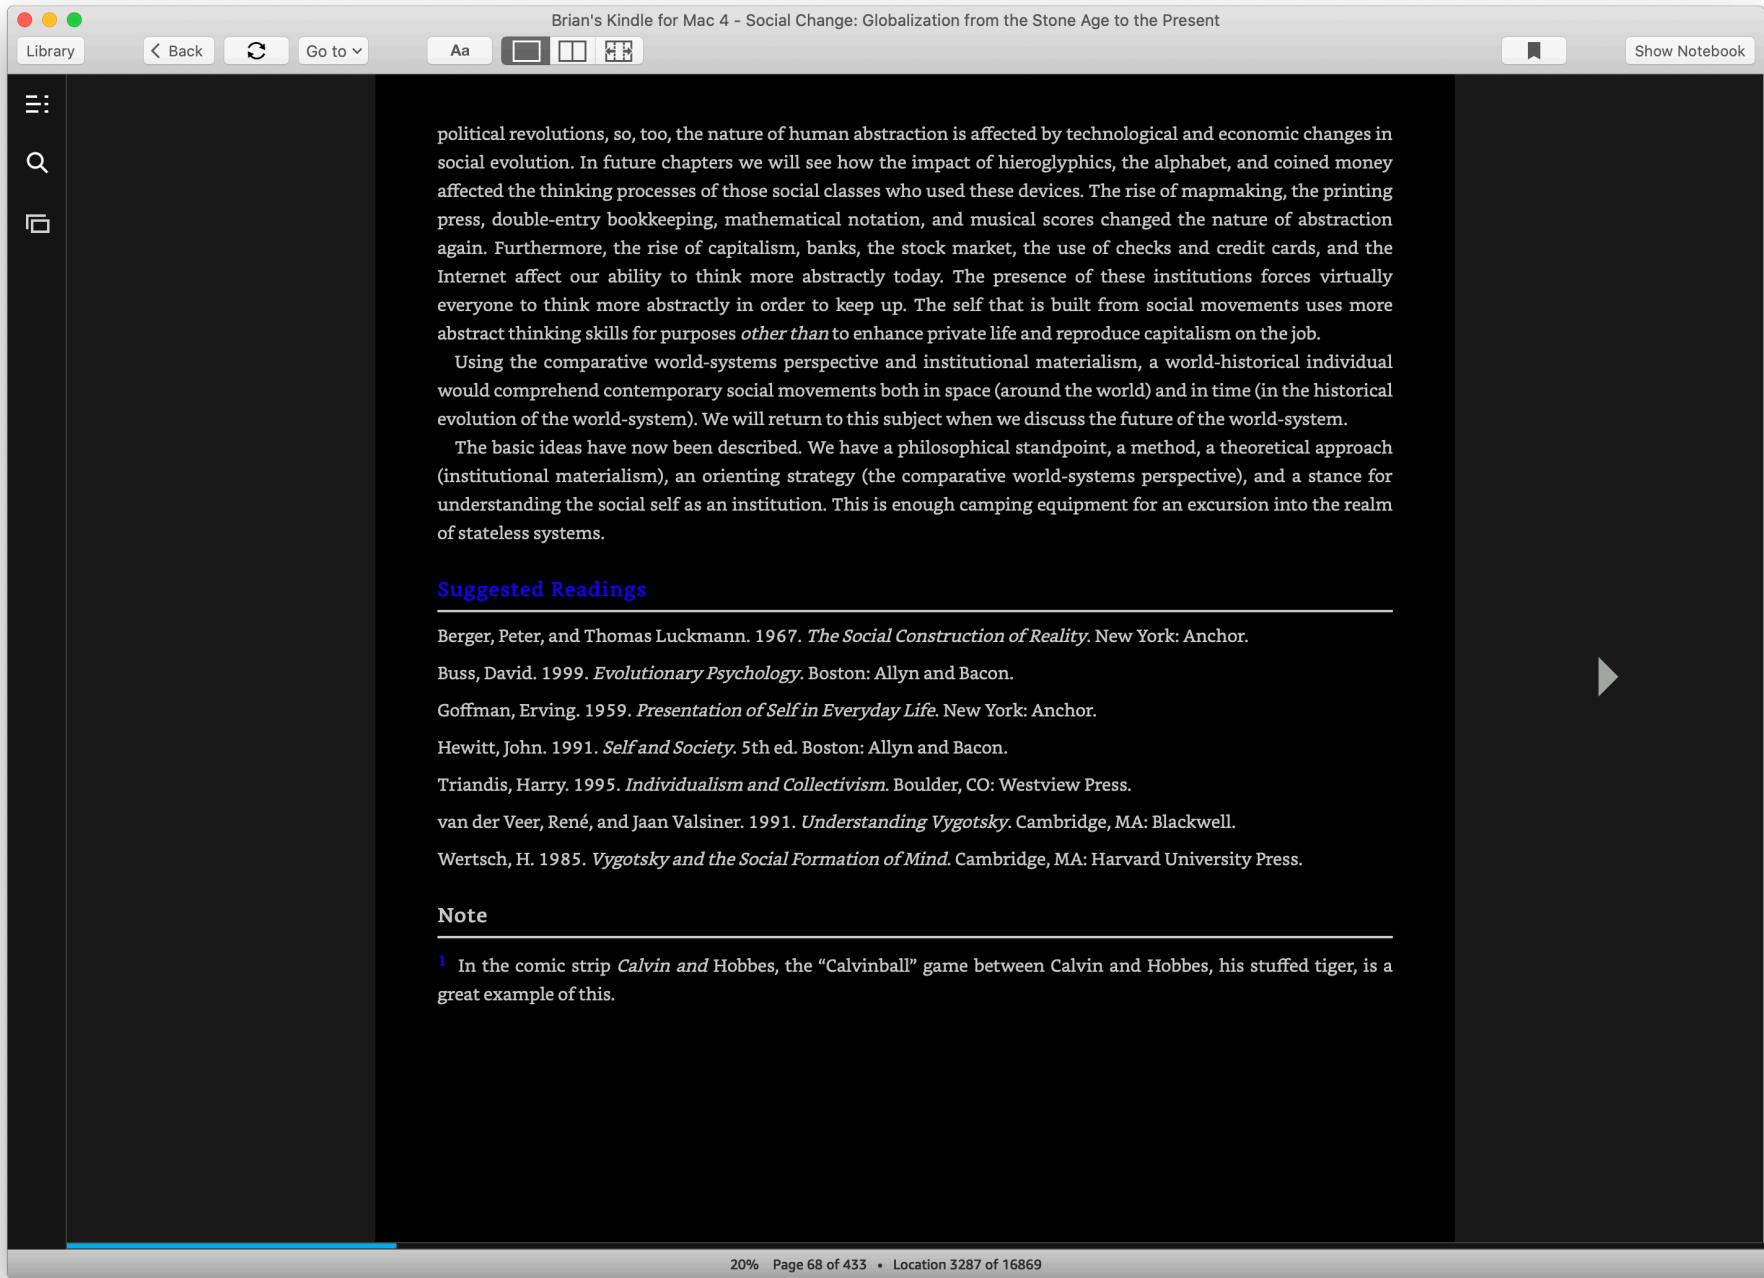 Brian's Kindle for Mac 4 - Social Change: Globalization from the Stone Age to the Present
Library
Back
Go to
Aa
Show Notebook
political revolutions, so, too, the nature of human abstraction is affected by technological and economic changes in
social evolution. In future chapters we will see how the impact of hieroglyphics, the alphabet, and coined money
affected the thinking processes of those social classes who used these devices. The rise of mapmaking, the printing
press, double-entry bookkeeping, mathematical notation, and musical scores changed the nature of abstraction
again. Furthermore, the rise of capitalism, banks, the stock market, the use of checks and credit cards, and the
Internet affect our ability to think more abstractly today. The presence of these institutions forces virtually
everyone to think more abstractly in order to keep up. The self that is built from social movements uses more
abstract thinking skills for purposes other than to enhance private life and reproduce capitalism on the job.
Using the comparative world-systems perspective and institutional materialism, a world-historical individual
would comprehend contemporary social movements both in space (around the world) and in time (in the historical
evolution of the world-system). We will return to this subject when we discuss the future of the world-system.
The basic ideas have now been described. We have a philosophical standpoint, a method, a theoretical approach
(institutional materialism), an orienting strategy (the comparative world-systems perspective), and a stance for
understanding the social self as an institution. This is enough camping equipment for an excursion into the realm
of stateless systems.
Suggested Readings
Berger, Peter, and Thomas Luckmann. 1967. The Social Construction of Reality. New York: Anchor.
Buss, David. 1999. Evolutionary Psychology. Boston: Allyn and Bacon.
Goffman, Erving. 1959. Presentation of Self in Everyday Life. New York: Anchor.
Hewitt, John. 1991. Self and Society. 5th ed. Boston: Allyn and Bacon.
Triandis, Harry. 1995. Individualism and Collectivism. Boulder, CO: Westview Press.
van der Veer, René, and Jaan Valsiner. 1991. Understanding Vygotsky. Cambridge, MA: Blackwell.
Wertsch, H. 1985. Vygotsky and the Social Formation of Mind. Cambridge, MA: Harvard University Press.
Note
1 In the comic strip Calvin and Hobbes, the “Calvinball” game between Calvin and Hobbes, his stuffed tiger, is a
great example of this.
20% Page 68 of 433 • Location 3287 of 16869